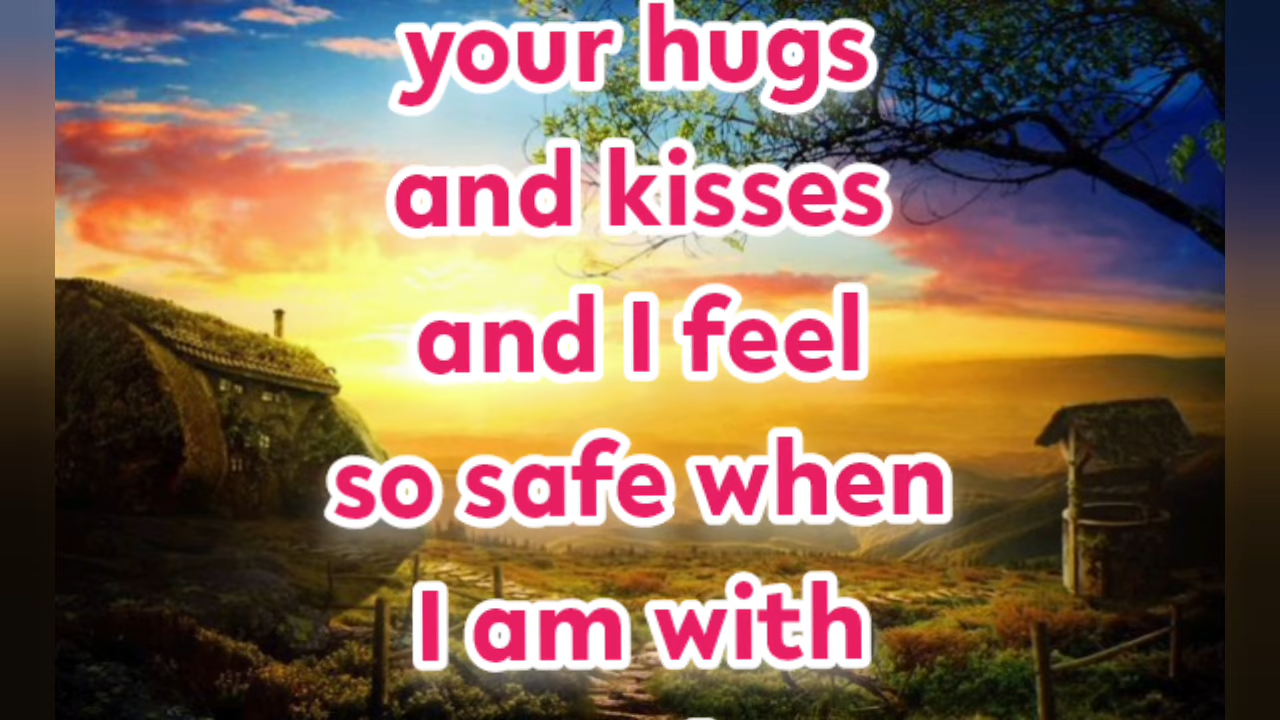 your hugs
and kisses
and I feel
so safe when
I am with